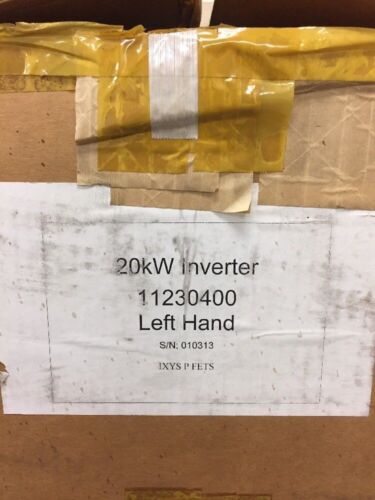 20kW Inverter
11230400
Left Hand
S/N; 010313
IXYS P FETS